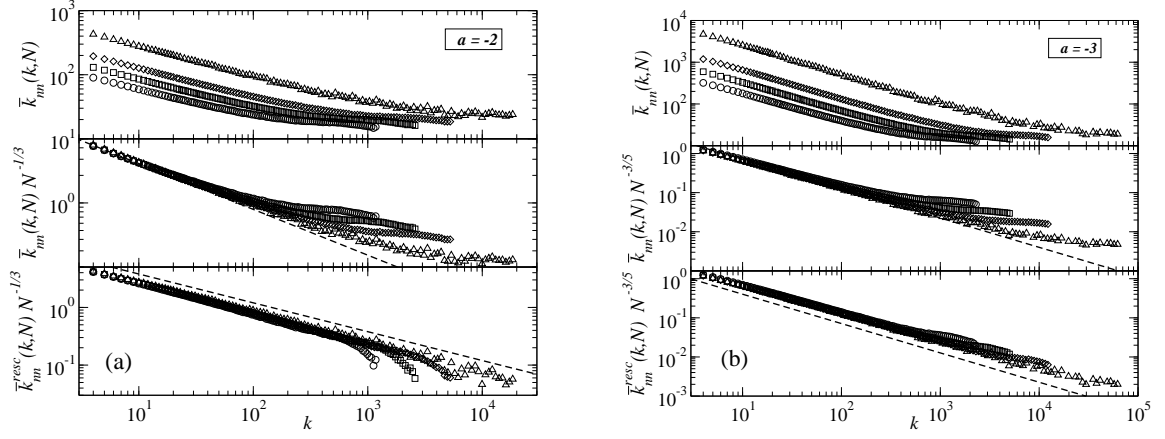 10^3
10^2
10^1
k̄_nn(k,N)
a = -2
10^1
10^0
k̄_nn(k,N) N^-1/3
10^0
10^-1
k̄_nn^resc(k,N) N^-1/3
(a)
10^1 10^2 10^3 10^4
k
10^4
10^3
10^2
10^0
k̄_nn(k,N)
a = -3
10^-1
10^-2
10^0
k̄_nn(k,N) N^-3/5
10^-1
10^-2
10^-3
k̄_nn^resc(k,N) N^-3/5
(b)
10^1 10^2 10^3 10^4 10^5
k